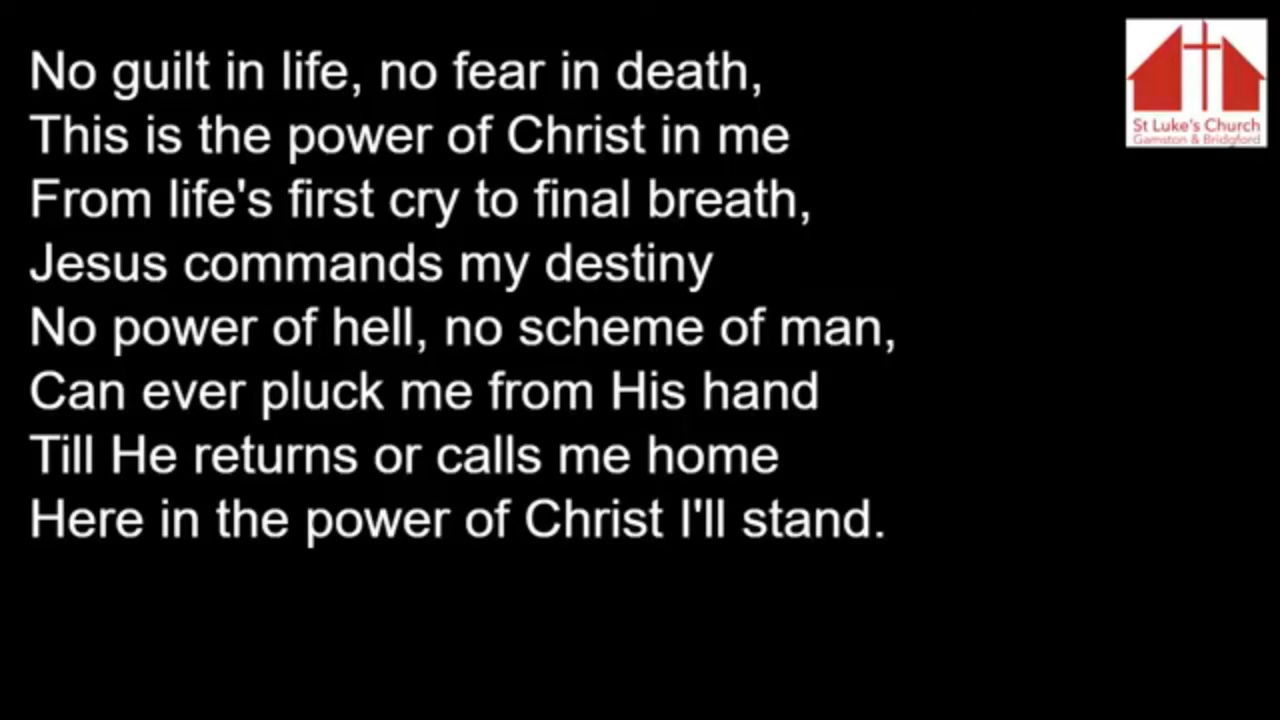 No guilt in life, no fear in death,
This is the power of Christ in me
From life's first cry to final breath,
Jesus commands my destiny
No power of hell, no scheme of man,
Can ever pluck me from His hand
Till He returns or calls me home
Here in the power of Christ I'll stand.
St Luke's Church
Gamston & Bridgford